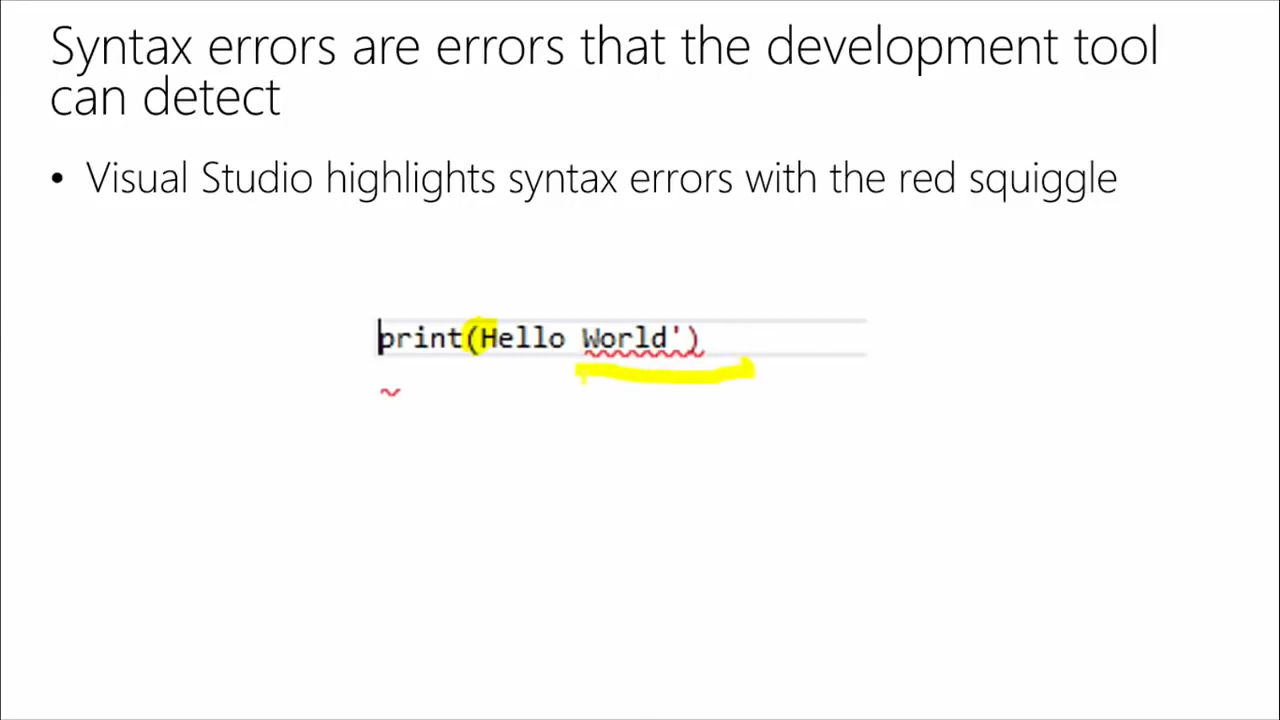 Syntax errors are errors that the development tool
can detect
• Visual Studio highlights syntax errors with the red squiggle
print(Hello World')